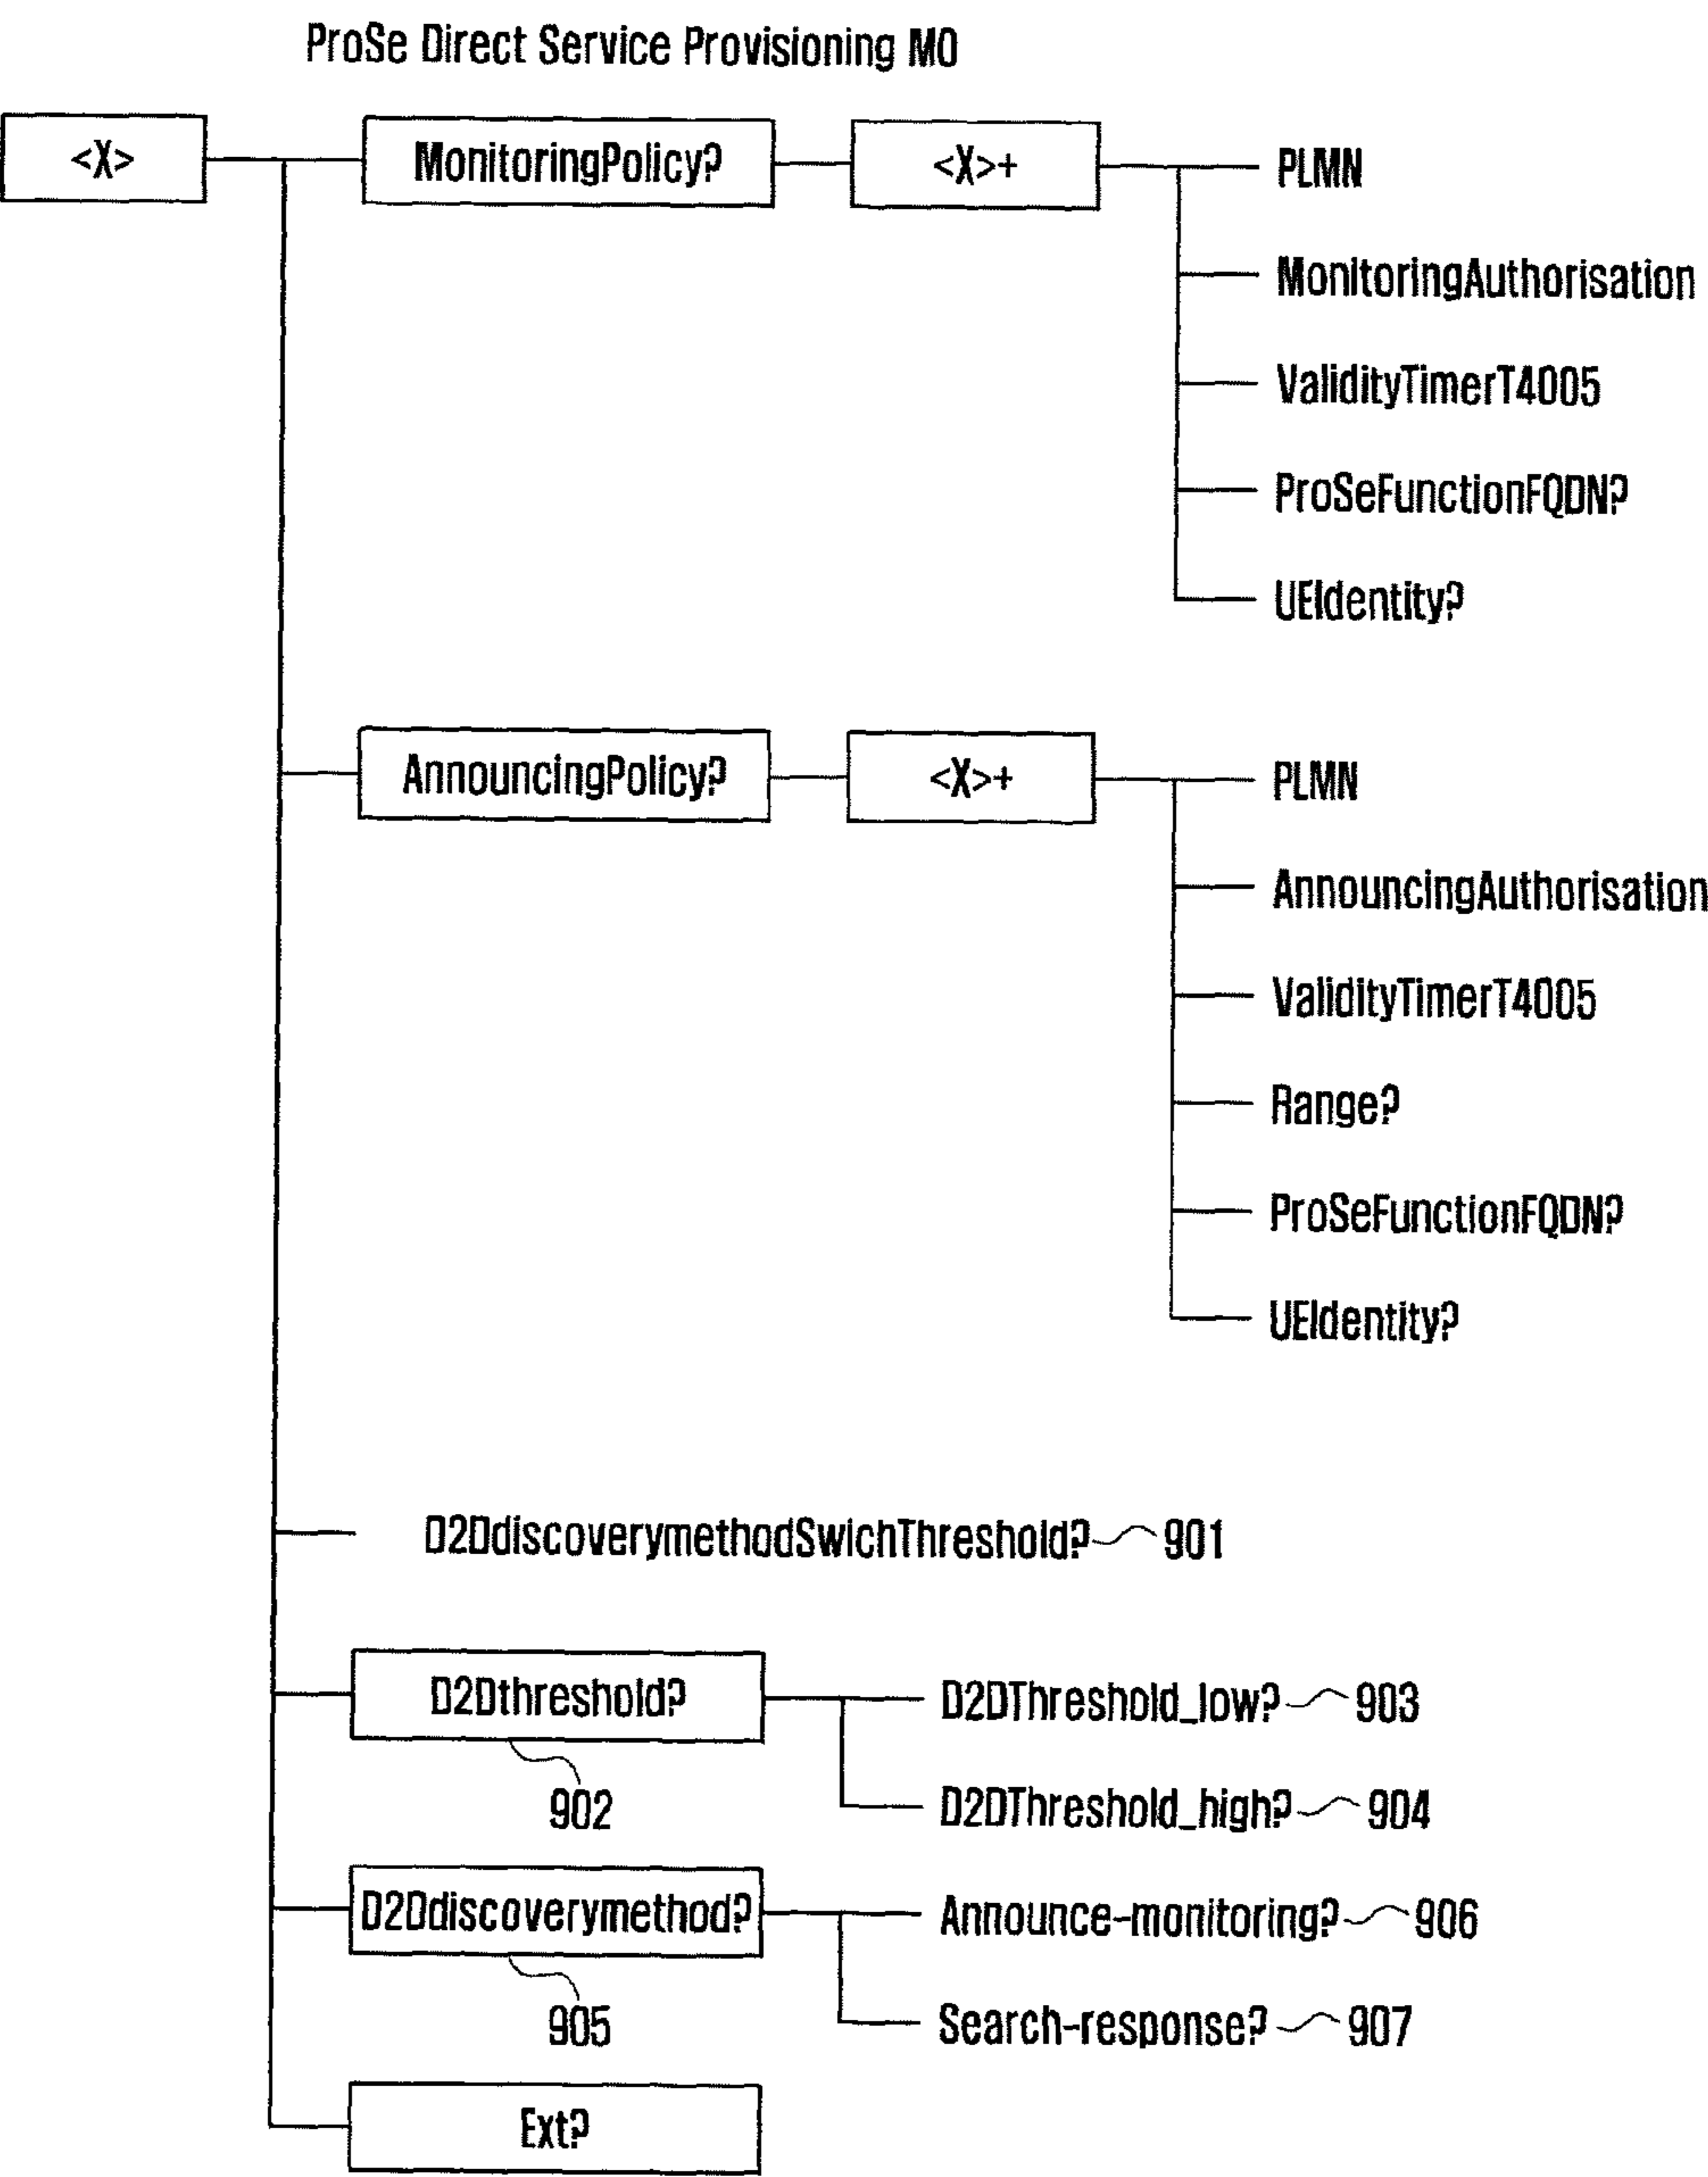 ProSe Direct Service Provisioning MO
<X>
MonitoringPolicy?
<X>+
PLMN
MonitoringAuthorisation
ValidityTimerT4005
ProSeFunctionFQDN?
UEIdentity?
AnnouncingPolicy?
<X>+
PLMN
AnnouncingAuthorisation
ValidityTimerT4005
Range?
ProSeFunctionFQDN?
UEIdentity?
D2DdiscoverymethodSwichThreshold? 901
D2Dthreshold?
902
D2DThreshold_low? 903
D2DThreshold_high? 904
D2Ddiscoverymethod?
905
Announce-monitoring? 906
Search-response? 907
Ext?